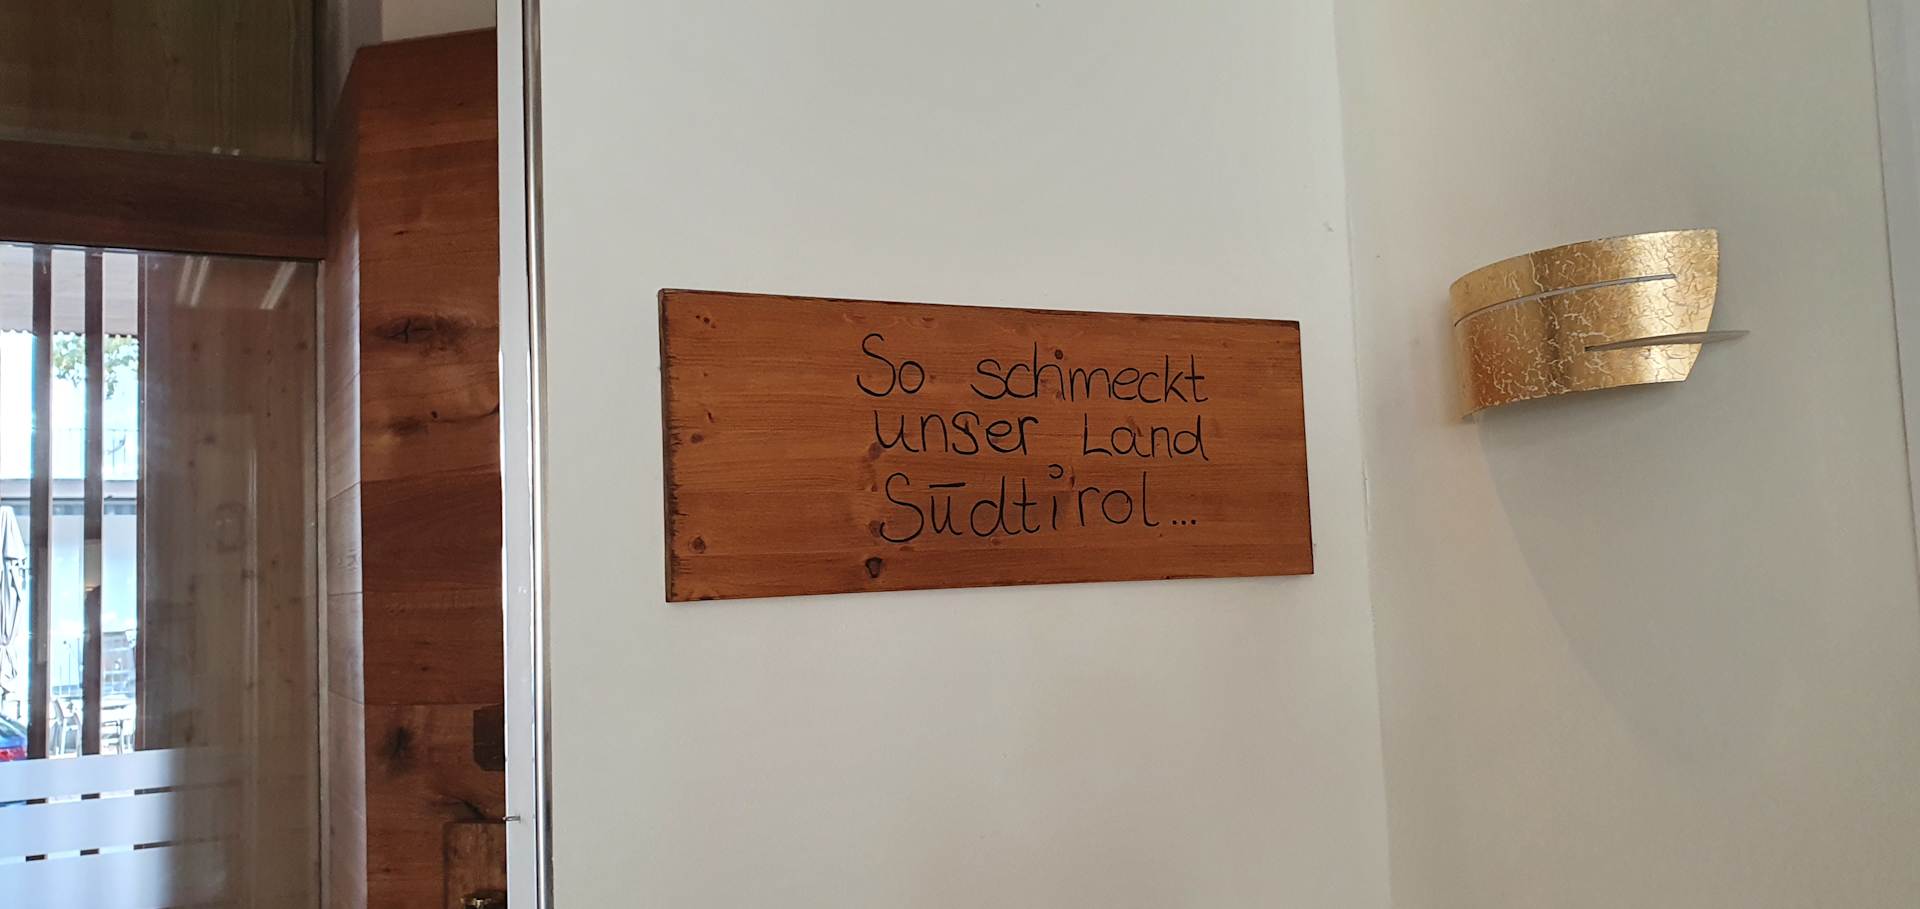 So schmeckt
unser Land
Südtirol...